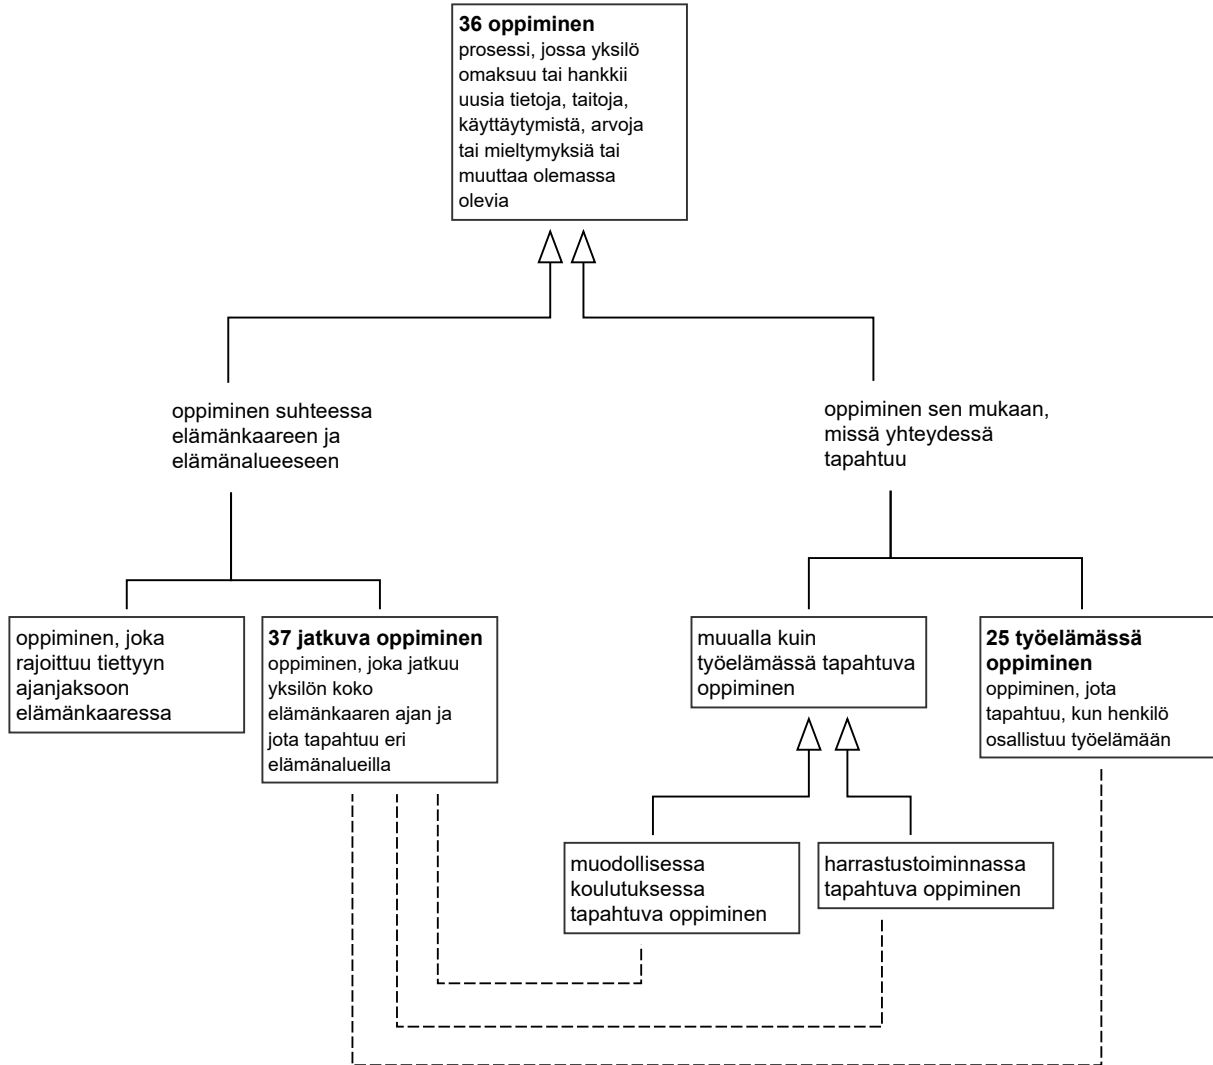 36 oppiminen
prosessi, jossa yksilö
omaksuu tai hankkii
uusia tietoja, taitoja,
käyttäytymistä, arvoja
tai mieltymyksiä tai
muuttaa olemassa
olevia
oppiminen suhteessa
elämänkaareen ja
elämänalueeseen
oppiminen sen mukaan,
missä yhteydessä
tapahtuu
oppiminen, joka
rajoittuu tiettyyn
ajanjaksoon
elämänkaaressa
37 jatkuva oppiminen
oppiminen, joka jatkuu
yksilön koko
elämänkaaren ajan ja
jota tapahtuu eri
elämänalueilla
muualla kuin
työelämässä tapahtuva
oppiminen
25 työelämässä
oppiminen
oppiminen, jota
tapahtuu, kun henkilö
osallistuu työelämään
muodollisessa
koulutuksessa
tapahtuva oppiminen
harrastustoiminnassa
tapahtuva oppiminen